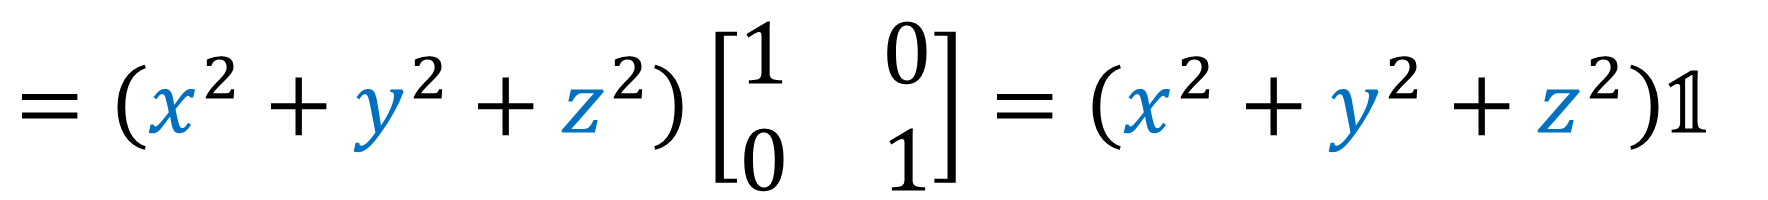 = (x² + y² + z²) [1 0
0 1] = (x² + y² + z²)𝟙